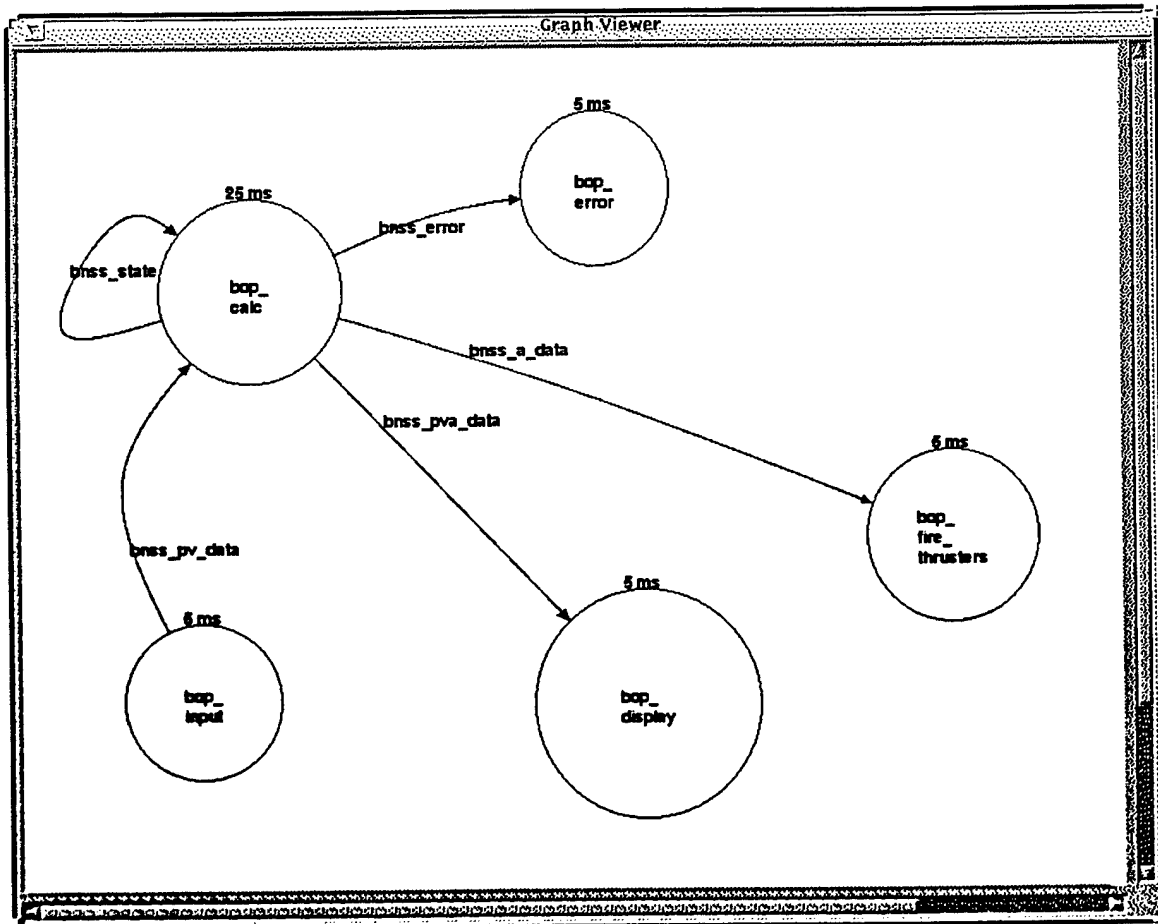 Graph Viewer
5 ms
bop_
error
25 ms
bnss_error
bnss_state
bop_
calc
bnss_a_data
bnss_pva_data
5 ms
bop_
fire_
thrusters
bnss_pv_data
5 ms
5 ms
bop_
input
bop_
display